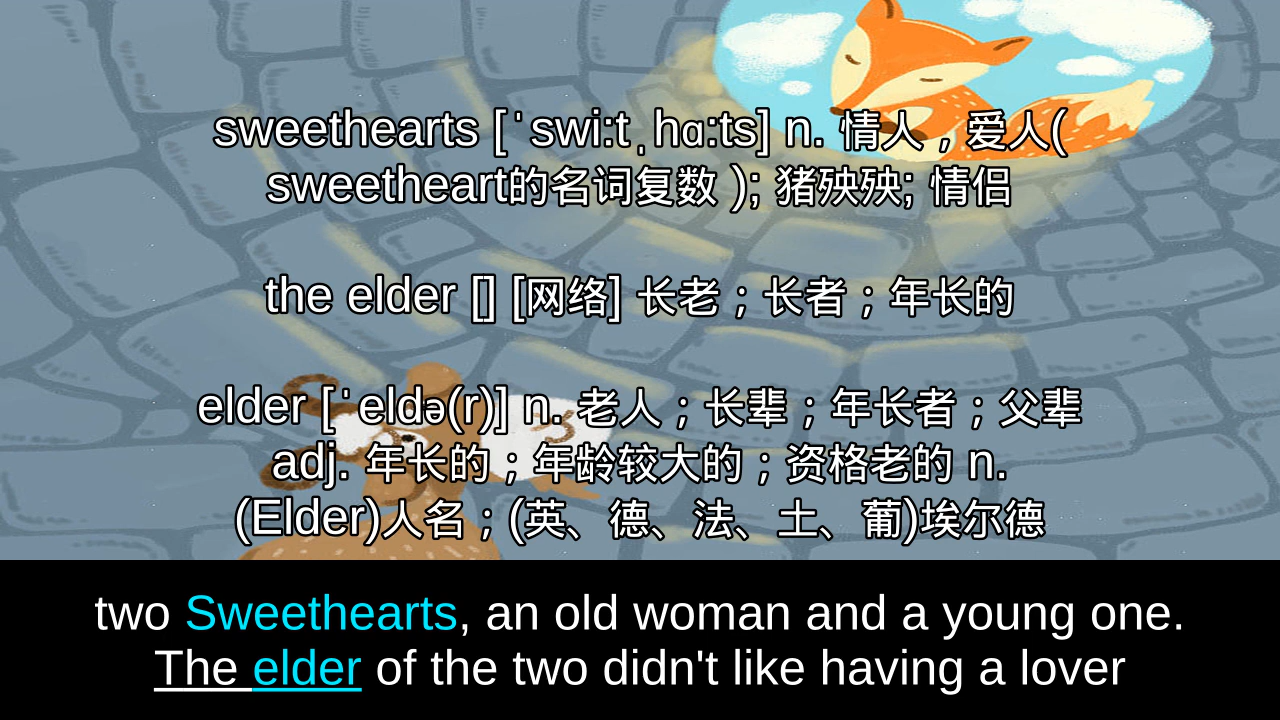 sweethearts [ˈswi:tˌhɑ:ts] n. 情人，爱人(
sweetheart的名词复数 ); 猪殃殃; 情侣
the elder [] [网络] 长老；长者；年长的
elder [ˈeldə(r)] n. 老人；长辈；年长者；父辈
adj. 年长的；年龄较大的；资格老的 n.
(Elder)人名；(英、德、法、土、葡)埃尔德
two Sweethearts, an old woman and a young one.
The elder of the two didn't like having a lover